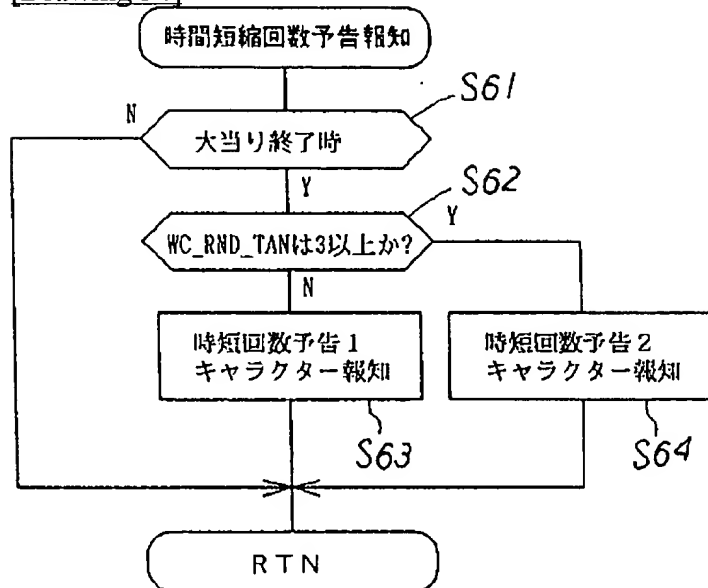 時間短縮回数予告報知
S61
N
大当り終了時
Y
S62
Y
WC_RND_TANは3以上か?
N
時短回数予告1
キャラクター報知
時短回数予告2
キャラクター報知
S63
S64
RTN